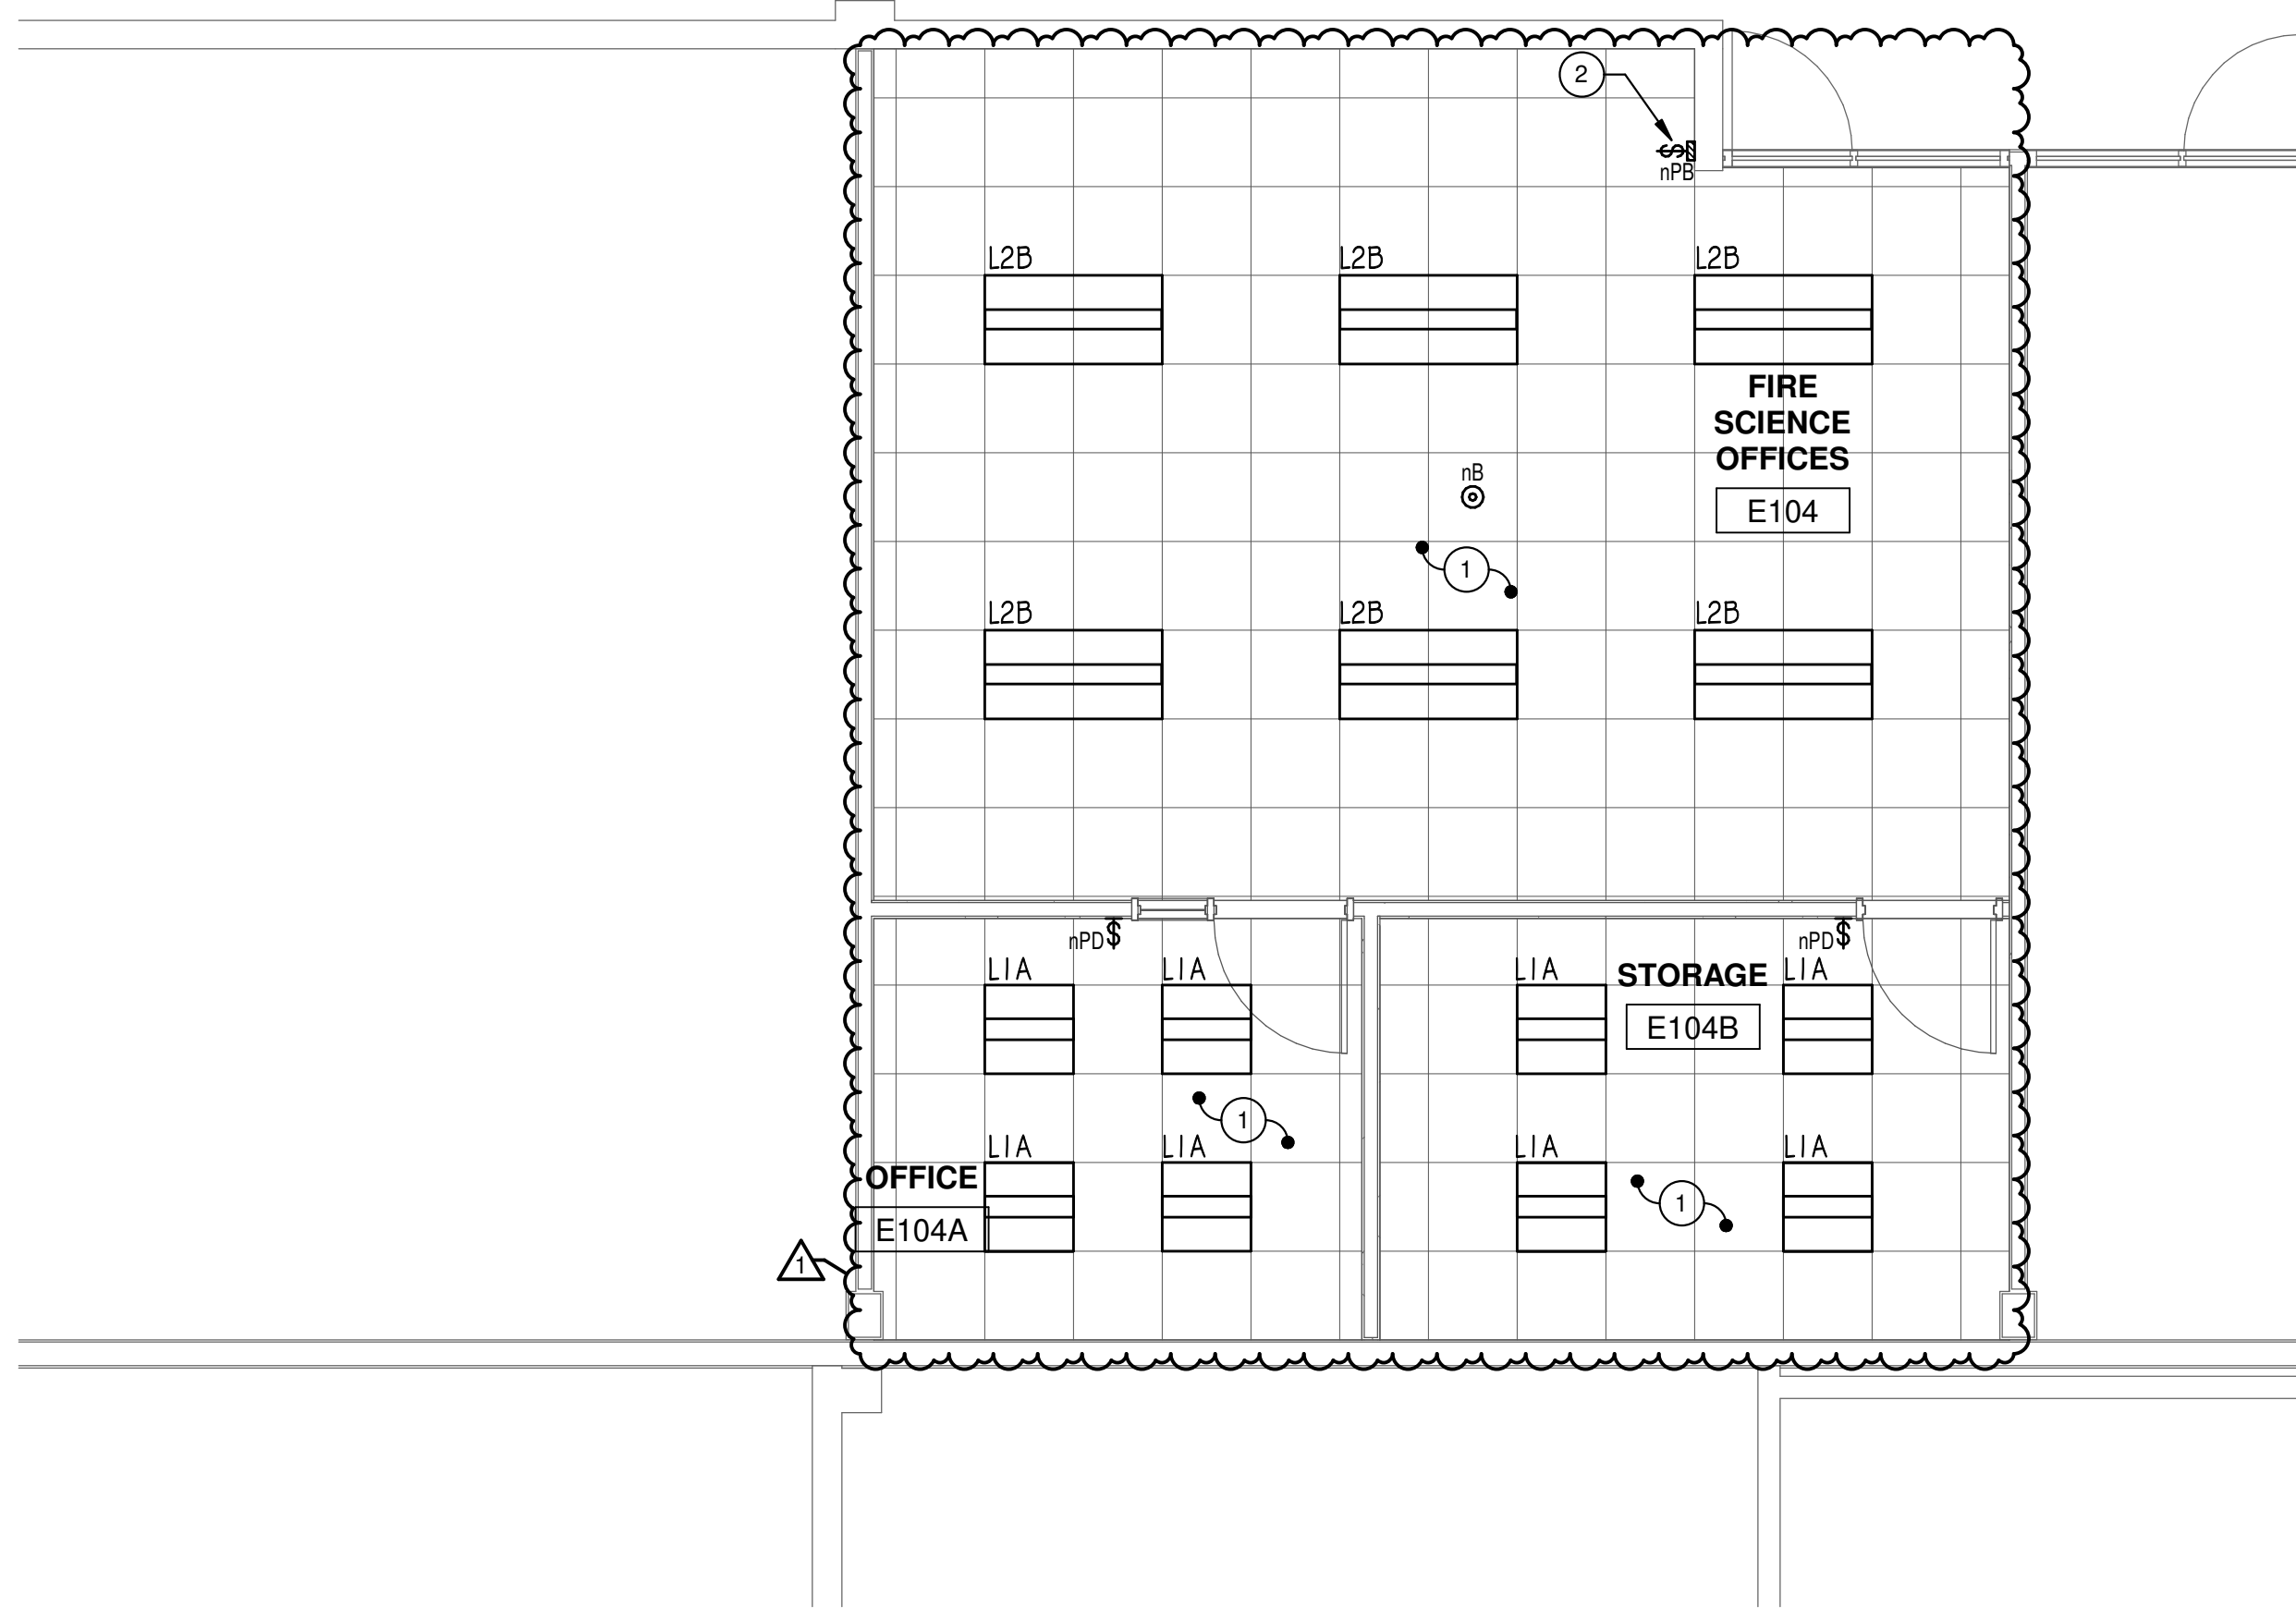 2
nPB
L2B L2B L2B
FIRE
SCIENCE
OFFICES
nB
E104
1
L2B L2B L2B
nPD nPD
L1A L1A L1A STORAGE L1A
E104B
1
L1A L1A L1A L1A
OFFICE
1
E104A
1